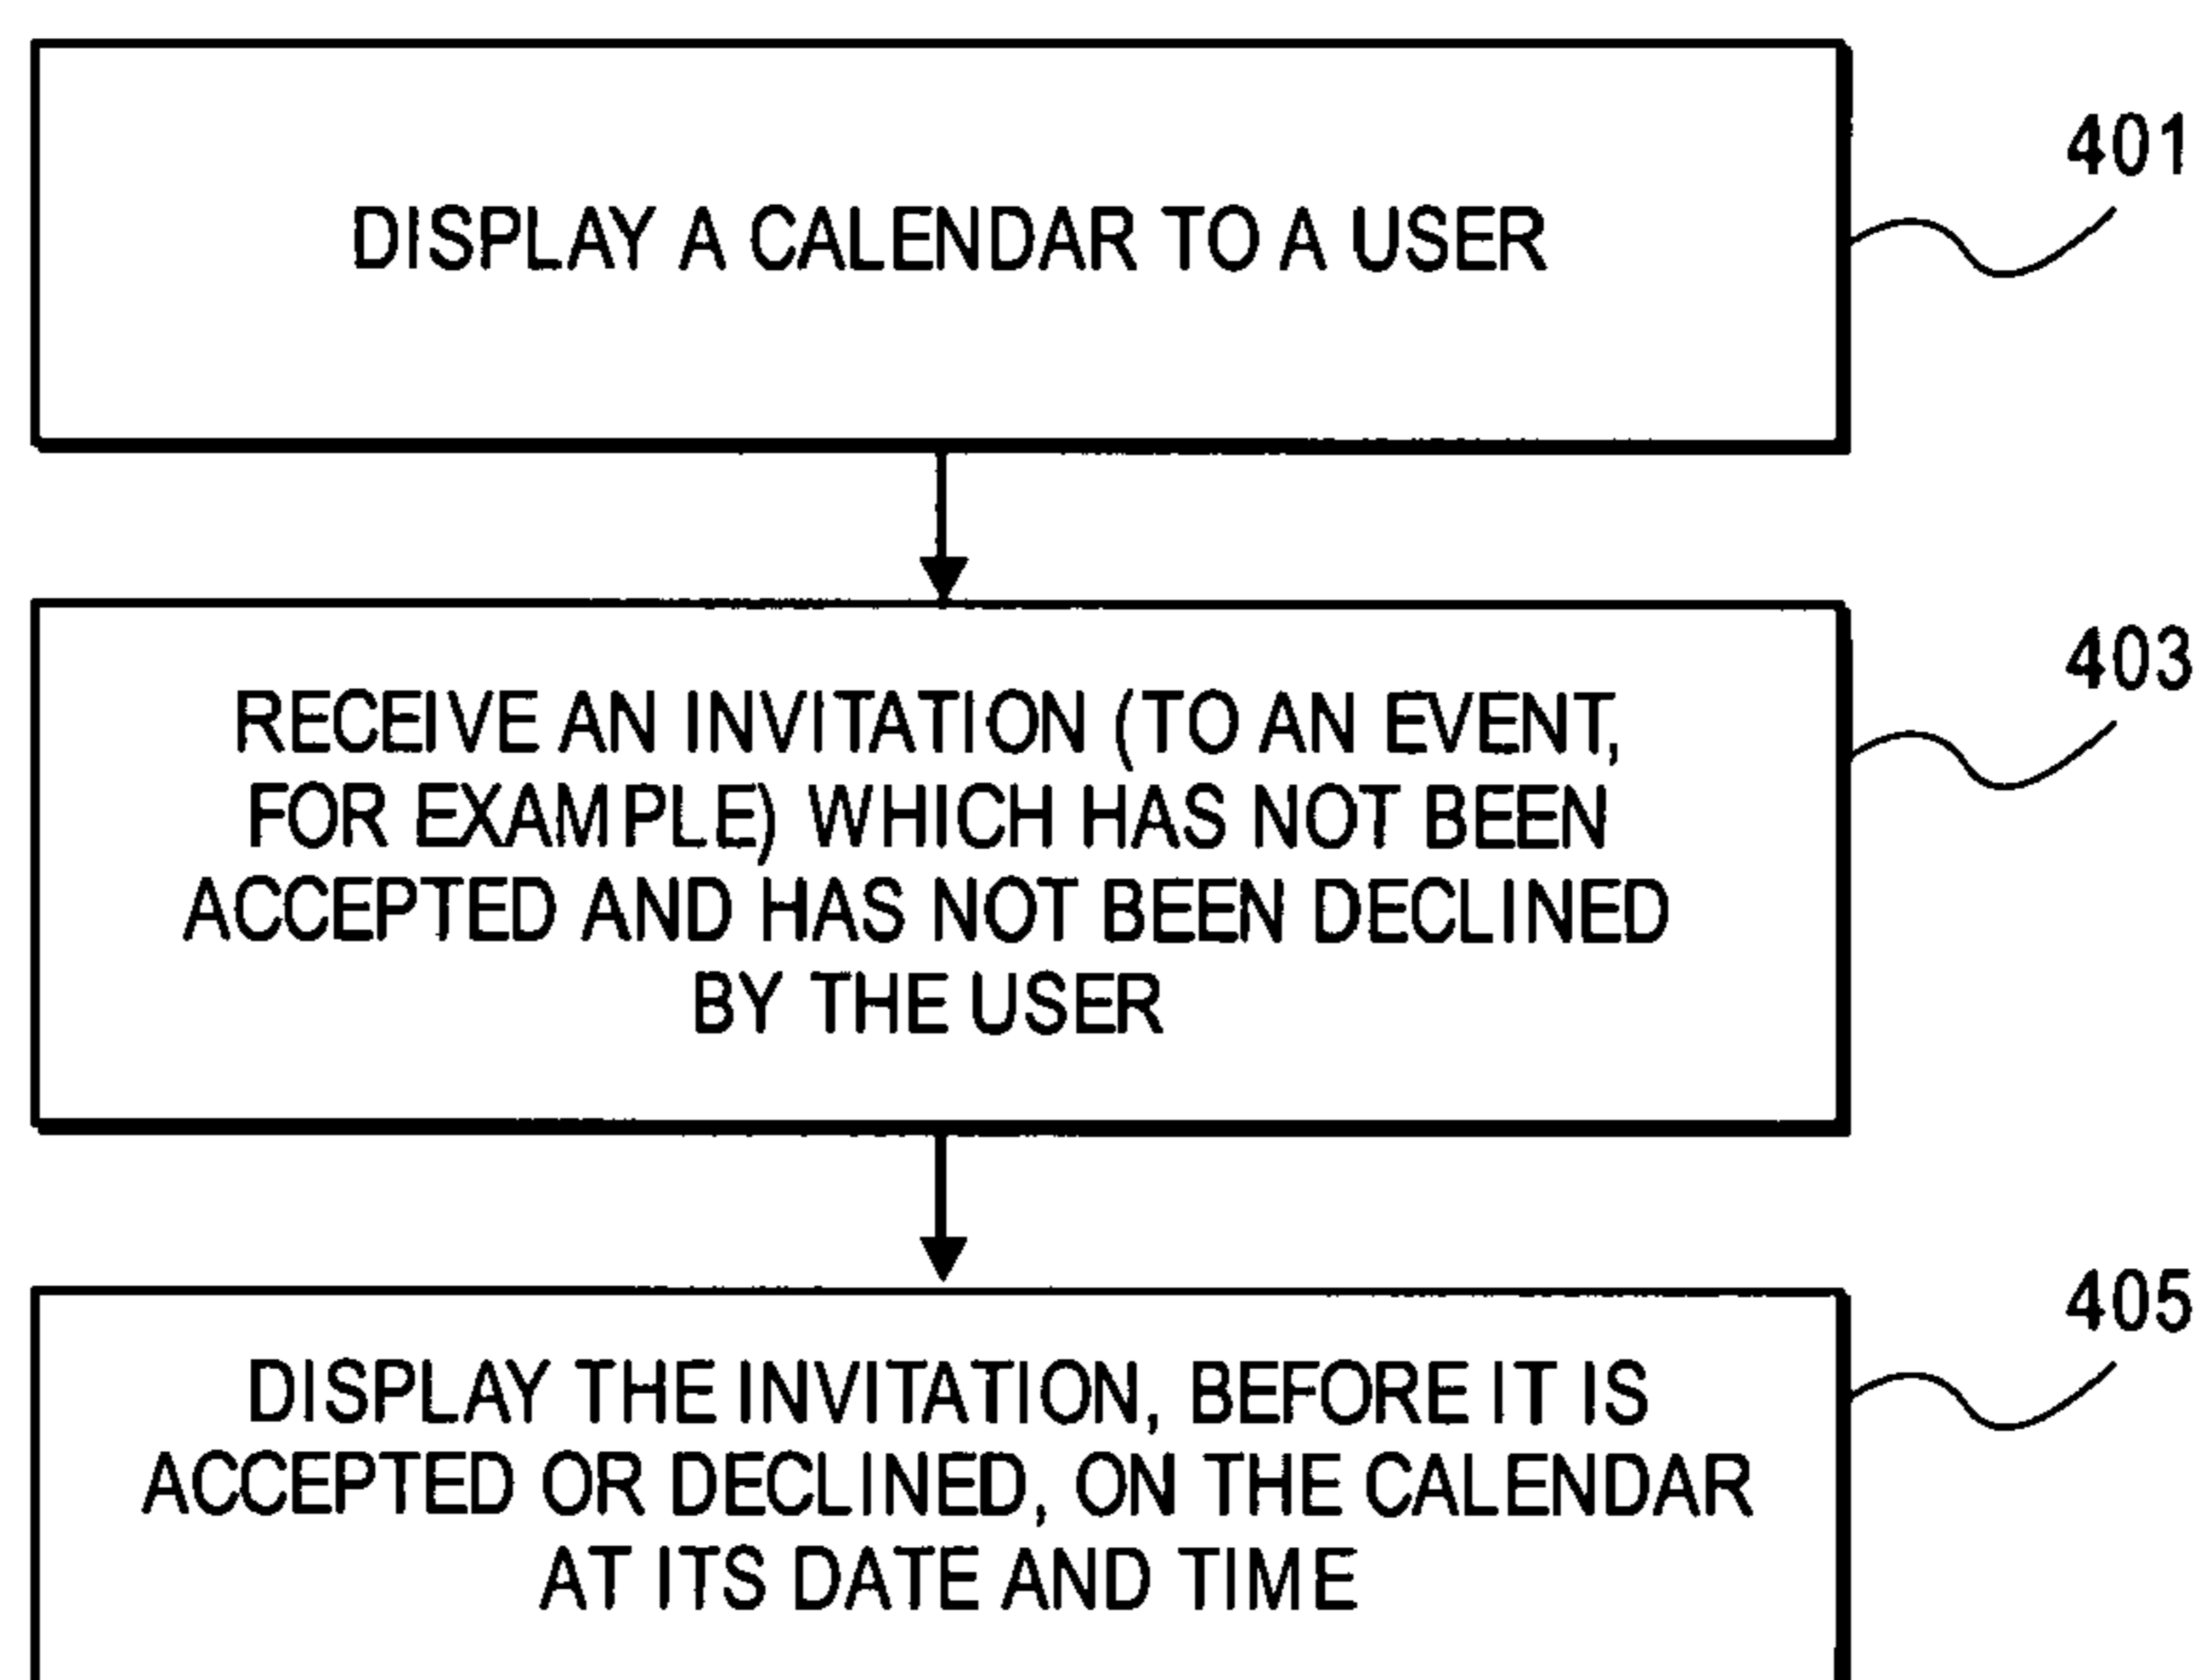 401
DISPLAY A CALENDAR TO A USER
403
RECEIVE AN INVITATION (TO AN EVENT,
FOR EXAMPLE) WHICH HAS NOT BEEN
ACCEPTED AND HAS NOT BEEN DECLINED
BY THE USER
405
DISPLAY THE INVITATION, BEFORE IT IS
ACCEPTED OR DECLINED, ON THE CALENDAR
AT ITS DATE AND TIME